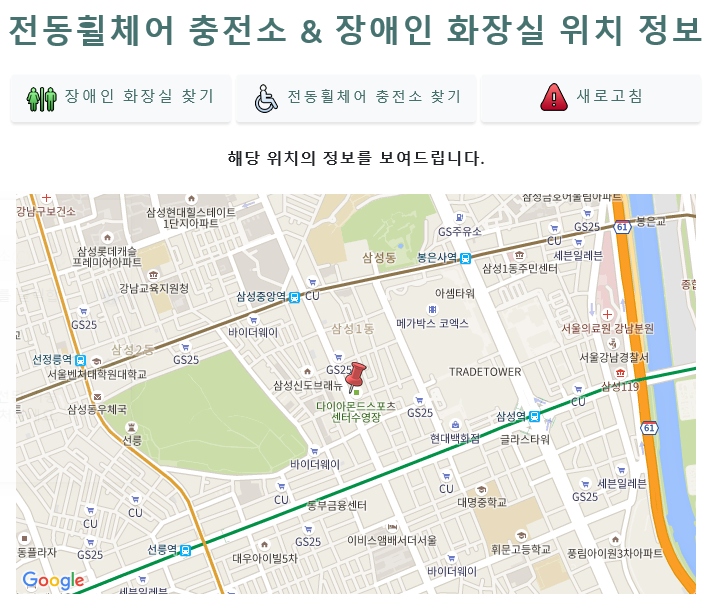 전동휠체어 충전소 & 장애인 화장실 위치 정보
장애인 화장실 찾기
전동휠체어 충전소 찾기
새로고침
해당 위치의 정보를 보여드립니다.
강남구보건소
삼성현대힐스테이트
1단지아파트
삼성금호어울림아파트
61
봉은교
GS주유소
CU
세븐일레븐
삼성롯데캐슬
프레미어아파트
삼성동
봉은사역
삼성1동주민센터
강남교육지원청
종합
삼성중앙역
CU
아셈타워
GS25
바이더웨이
삼성1동
메가박스 코엑스
서울의료원 강남분원
삼성2동
GS25
서울강남경찰서
선정릉역
서울벤처대학원대학교
GS25
TRADETOWER
삼성119
삼성신도브래뉴
삼성동우체국
다이아몬드스포츠
센터수영장
GS25
CU
삼성역
선릉
현대백화점
글라스타워
61
바이더웨이
CU
세븐일레븐
CU
GS25
CU
CU
동부금융센터
대명중학교
동플라자
GS25
선릉역
대우아이빌5차
이비스앰배서더서울
휘문고등학교
풍림아이원3차아파트
바이더웨이
세븐일레븐
CU
GS25
Google